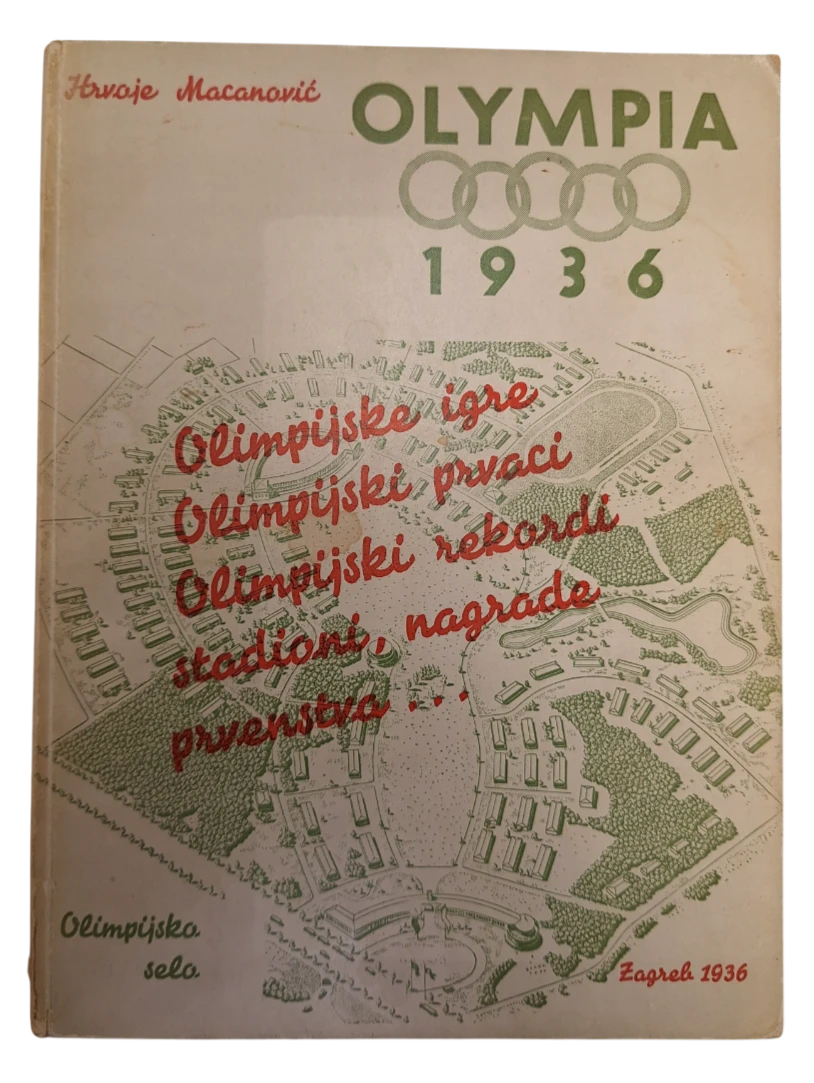 Hrvoje Macanović
OLYMPIA
1936
Olimpijske igre
Olimpijski prvaci
Olimpijski rekordi
stadioni, nagrade
prvenstva . . .
Olimpijsko
selo
Zagreb 1936